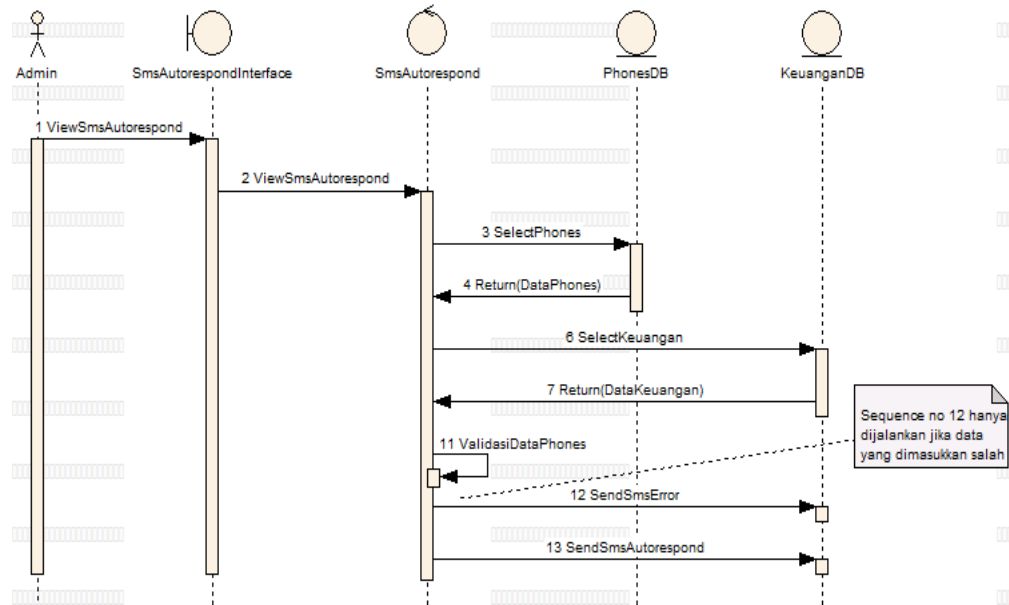 Admin
SmsAutorespondInterface
SmsAutorespond
PhonesDB
KeuanganDB
1 ViewSmsAutorespond
2 ViewSmsAutorespond
3 SelectPhones
4 Return(DataPhones)
6 SelectKeuangan
7 Return(DataKeuangan)
Sequence no 12 hanya
dijalankan jika data
yang dimasukkan salah
11 ValidasiDataPhones
12 SendSmsError
13 SendSmsAutorespond